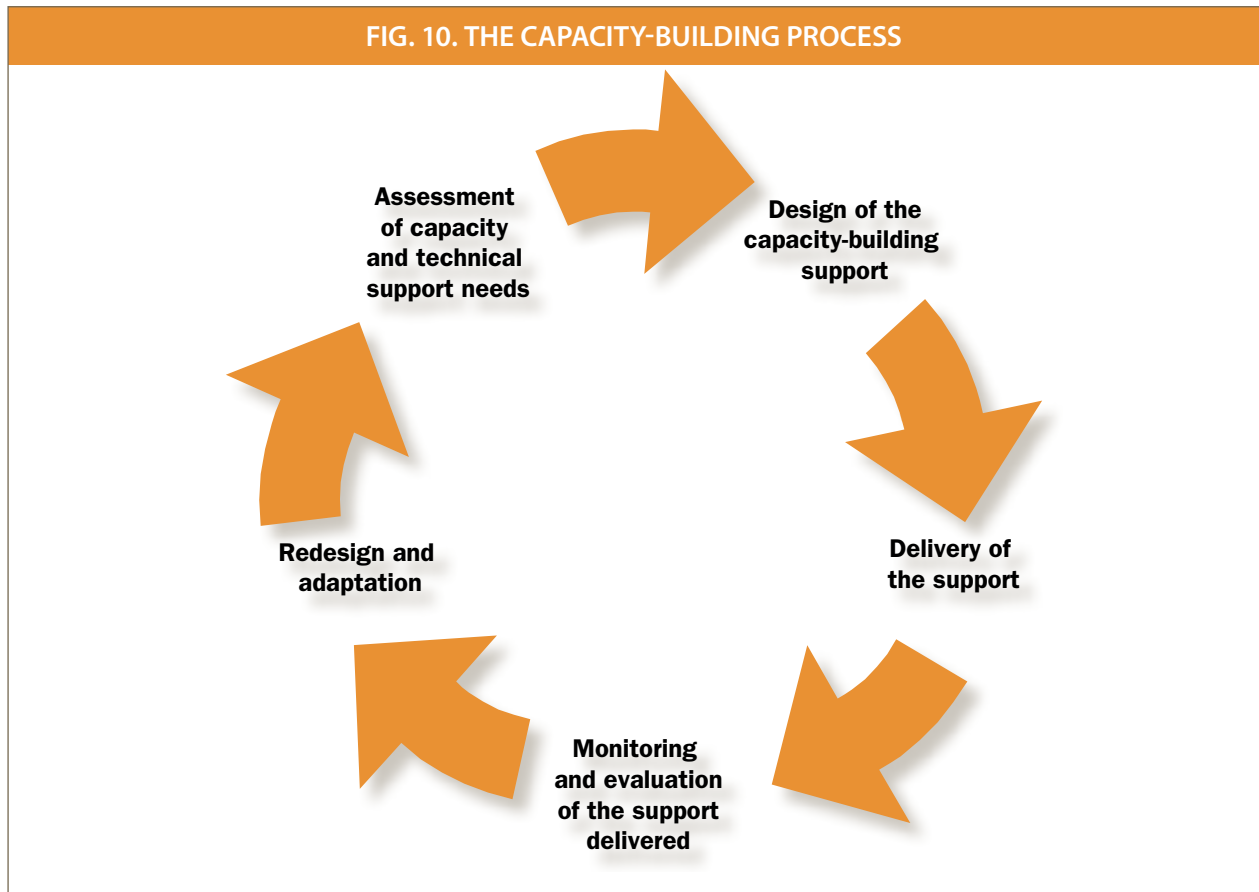 FIG. 10. THE CAPACITY-BUILDING PROCESS
Assessment
of capacity
and technical
support needs
Design of the
capacity-building
support
Delivery of
the support
Monitoring
and evaluation
of the support
delivered
Redesign and
adaptation